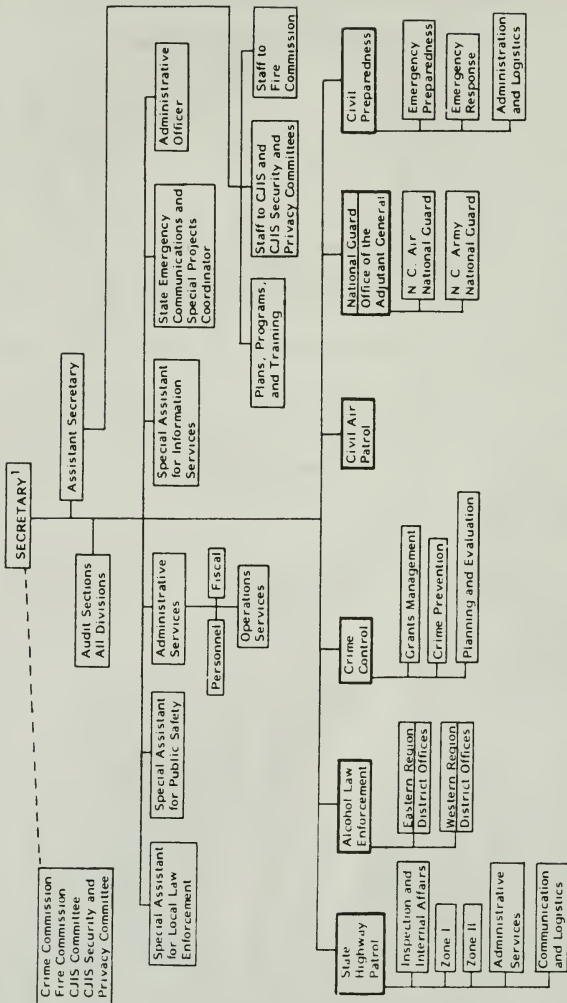 SECRETARY¹
Crime Commission
Fire Commission
CJIS Committee
CJIS Security and
Privacy Committee
Assistant Secretary
Audit Sections
All Divisions
Special Assistant
for Local Law
Enforcement
Special Assistant
for Public Safety
Administrative
Services
Personnel
Fiscal
Operations
Services
Special Assistant
for Information
Services
State Emergency
Communications and
Special Projects
Coordinator
Administrative
Officer
Plans, Programs,
and Training
Staff to CJIS and
CJIS Security and
Privacy Committees
Staff to
Fire
Commission
State
Highway
Patrol
Inspection and
Internal Affairs
Zone I
Zone II
Administrative
Services
Communication
and Logistics
Alcohol Law
Enforcement
Eastern Region
District Offices
Western Region
District Offices
Crime
Control
Grants Management
Crime Prevention
Planning and Evaluation
Civil Air
Patrol
National Guard
Office of the
Adjutant General
N C. Air
National Guard
N C Army
National Guard
Civil
Preparedness
Emergency
Preparedness
Emergency
Response
Administration
and Logistics